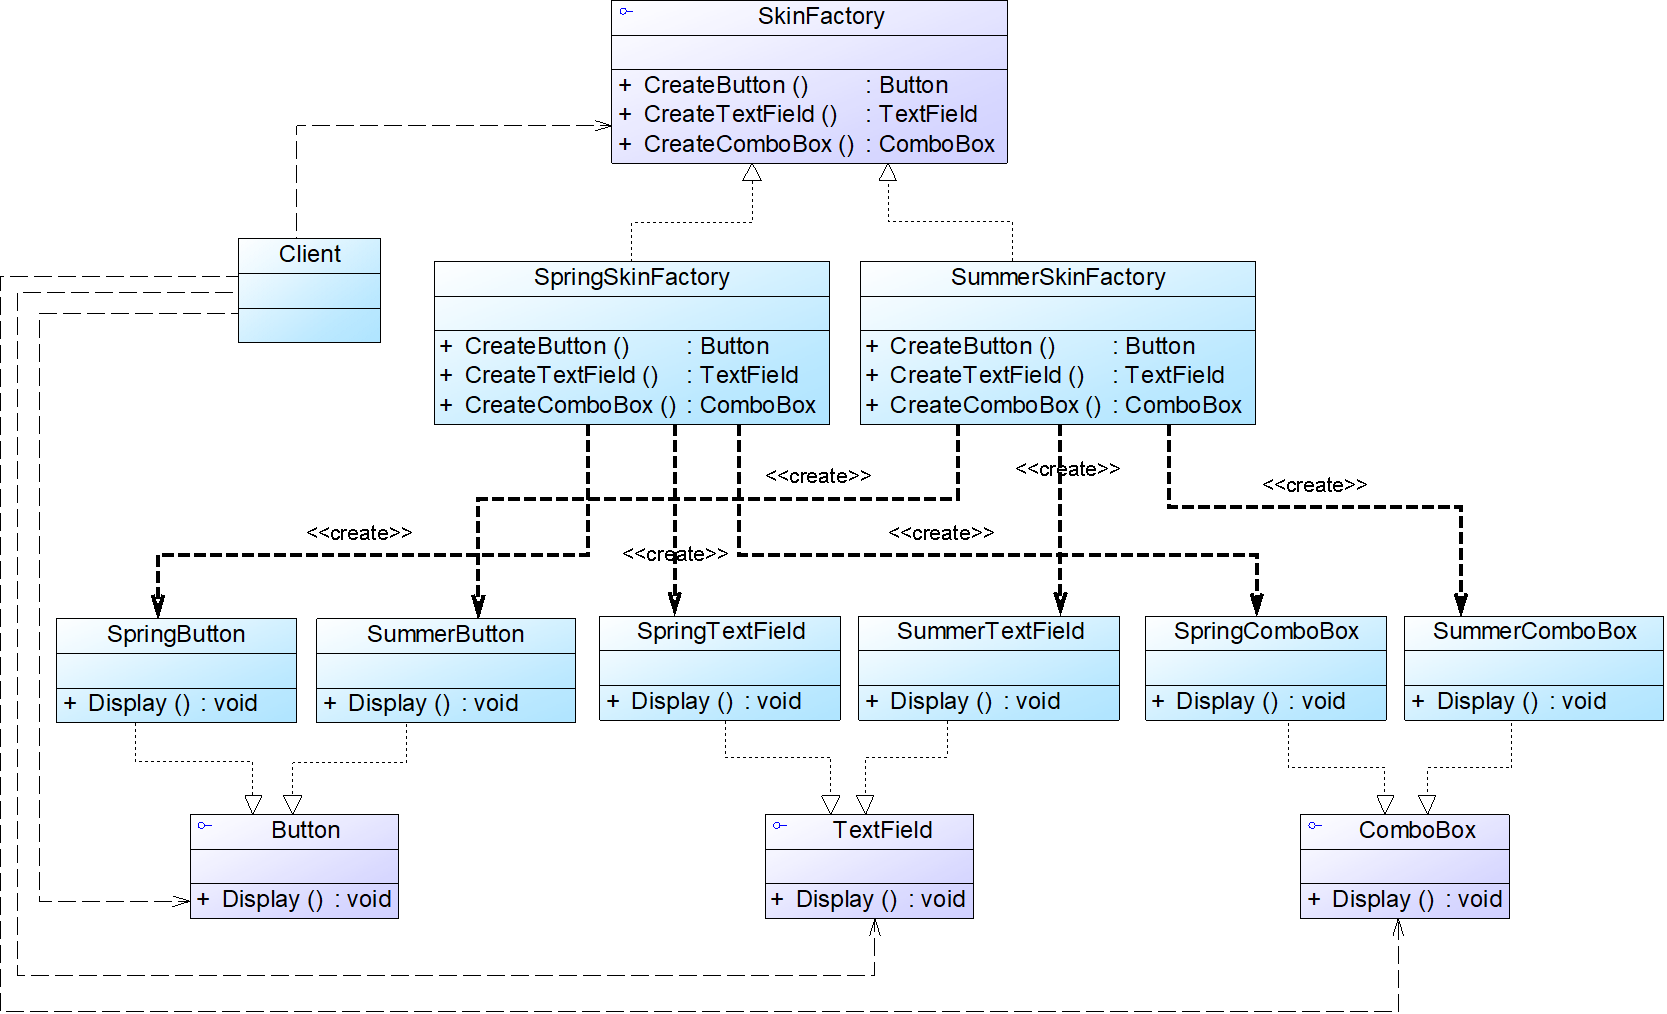 SkinFactory
+ CreateButton () : Button
+ CreateTextField () : TextField
+ CreateComboBox () : ComboBox
Client
SpringSkinFactory
+ CreateButton () : Button
+ CreateTextField () : TextField
+ CreateComboBox () : ComboBox
SummerSkinFactory
+ CreateButton () : Button
+ CreateTextField () : TextField
+ CreateComboBox () : ComboBox
<<create>>
<<create>>
<<create>>
<<create>>
<<create>>
<<create>>
SpringButton
+ Display () : void
SummerButton
+ Display () : void
SpringTextField
+ Display () : void
SummerTextField
+ Display () : void
SpringComboBox
+ Display () : void
SummerComboBox
+ Display () : void
Button
+ Display () : void
TextField
+ Display () : void
ComboBox
+ Display () : void